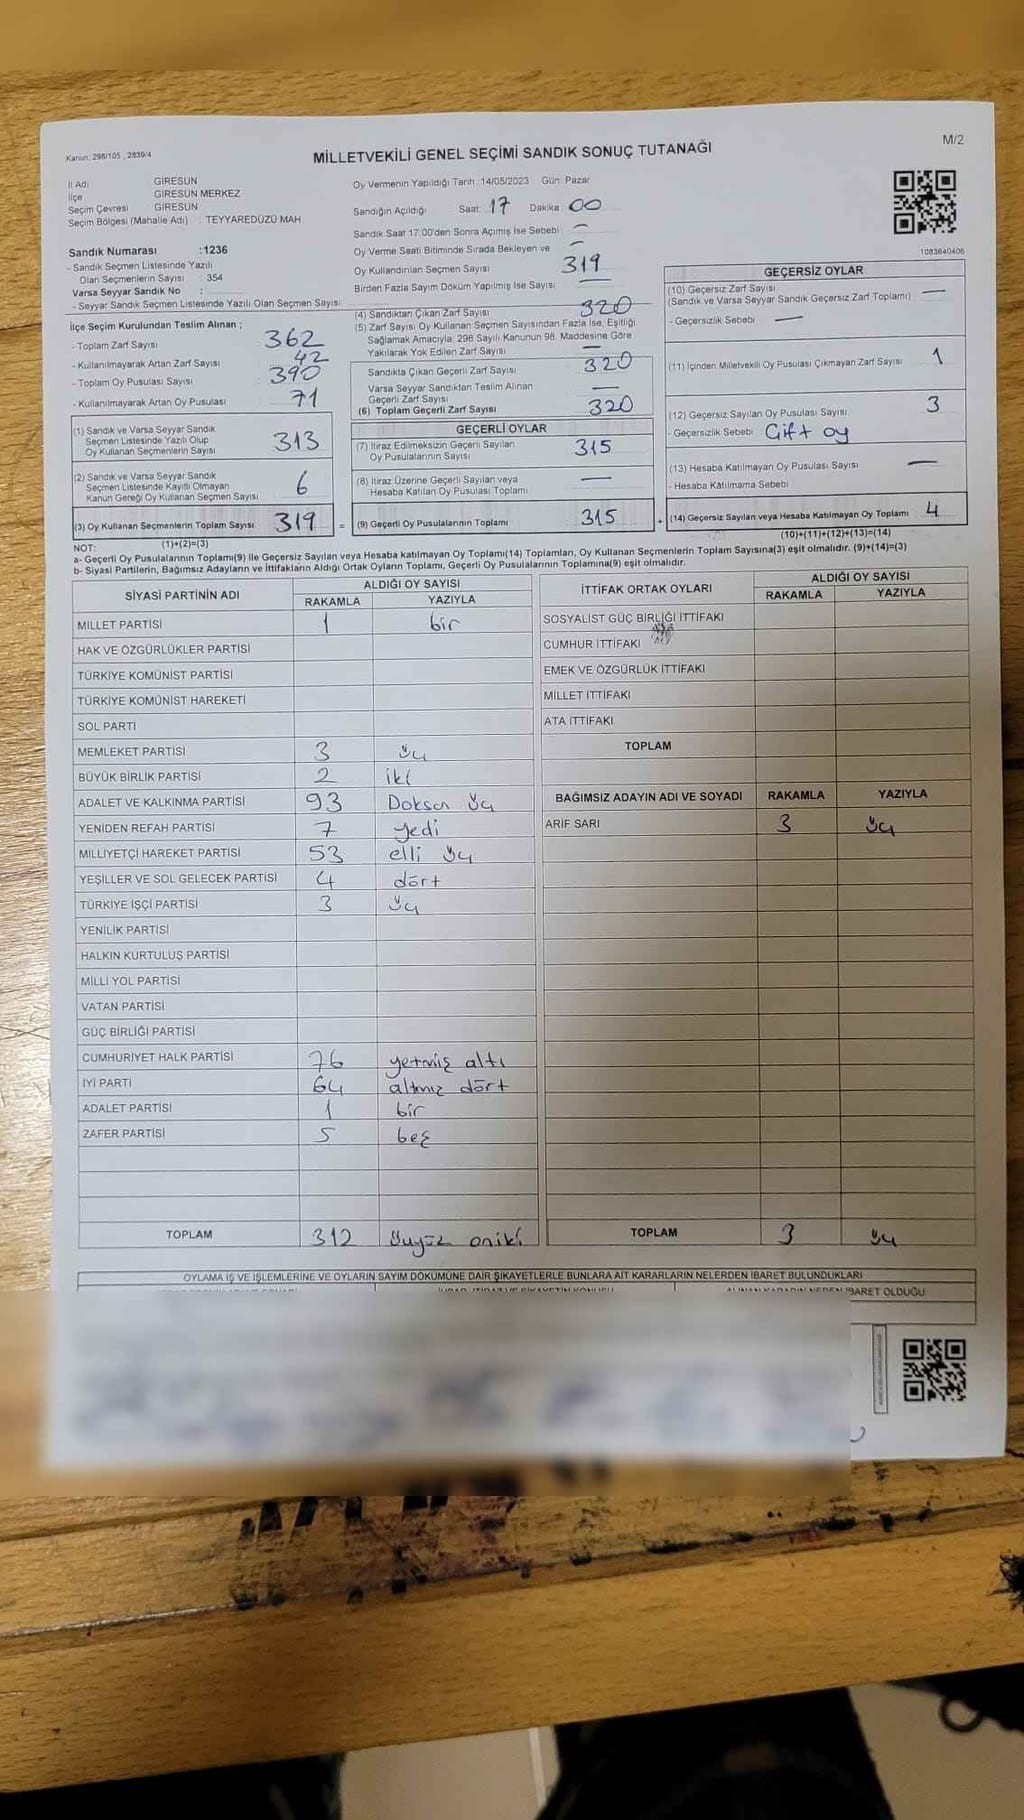 Kanun: 298/105 , 2839/4
MİLLETVEKİLİ GENEL SEÇİMİ SANDIK SONUÇ TUTANAĞI
M/2
İl Adı GİRESUN
İlçe GİRESUN MERKEZ
Seçim Çevresi GİRESUN
Seçim Bölgesi (Mahalle Adı) : TEYYAREDÜZÜ MAH.
Sandık Numarası :1236
- Sandık Seçmen Listesinde Yazılı
Olan Seçmenlerin Sayısı : 354
Varsa Seyyar Sandık No :
- Seyyar Sandık Seçmen Listesinde Yazılı Olan Seçmen Sayısı
Oy Vermenin Yapıldığı Tarih :14/05/2023 Gün: Pazar
Sandığın Açıldığı Saat: 17 Dakika 00
Sandık Saat 17.00'den Sonra Açımış İse Sebebi: —
Oy Verme Saati Bitiminde Sırada Bekleyen ve —
Oy Kullandırılan Seçmen Sayısı 319
Birden Fazla Sayım Döküm Yapılmış İse Sayısı —
1083640406
İlçe Seçim Kurulundan Teslim Alınan ;
- Toplam Zarf Sayısı 362
- Kullanılmayarak Artan Zarf Sayısı 42
- Toplam Oy Pusulası Sayısı 390
- Kullanılmayarak Artan Oy Pusulası 71
(4) Sandıktan Çıkan Zarf Sayısı 320
(5) Zarf Sayısı Oy Kullanan Seçmen Sayısından Fazla İse, Eşitliği
Sağlamak Amacıyla; 298 Sayılı Kanunun 98. Maddesine Göre
Yakılarak Yok Edilen Zarf Sayısı —
Sandıkta Çıkan Geçerli Zarf Sayısı 320
Varsa Seyyar Sandıktan Teslim Alınan
Geçerli Zarf Sayısı —
(6) Toplam Geçerli Zarf Sayısı 320
GEÇERSİZ OYLAR
(10) Geçersiz Zarf Sayısı —
(Sandık ve Varsa Seyyar Sandık Geçersiz Zarf Toplamı)
- Geçersizlik Sebebi —
(11) İçinden Milletvekili Oy Pusulası Çıkmayan Zarf Sayısı 1
(12) Geçersiz Sayılan Oy Pusulası Sayısı 3
- Geçersizlik Sebebi Çift oy
(13) Hesaba Katılmayan Oy Pusulası Sayısı —
- Hesaba Katılmama Sebebi
(1) Sandık ve Varsa Seyyar Sandık
Seçmen Listesinde Yazılı Olup
Oy Kullanan Seçmenlerin Sayısı 313
(2) Sandık ve Varsa Seyyar Sandık
Seçmen Listesinde Kayıtlı Olmayan
Kanun Gereği Oy Kullanan Seçmen Sayısı 6
GEÇERLİ OYLAR
(7) İtiraz Edilmeksizin Geçerli Sayılan
Oy Pusulalarının Sayısı 315
(8) İtiraz Üzerine Geçerli Sayılan veya
Hesaba Katılan Oy Pusulası Toplamı —
(3) Oy Kullanan Seçmenlerin Toplam Sayısı 319 = (9) Geçerli Oy Pusulalarının Toplamı 315 + (14) Geçersiz Sayılan veya Hesaba Katılmayan Oy Toplamı 4
NOT: (1)+(2)=(3) (10)+(11)+(12)+(13)=(14)
a- Geçerli Oy Pusulalarının Toplamı(9) ile Geçersiz Sayılan veya Hesaba katılmayan Oy Toplamı(14) Toplamları, Oy Kullanan Seçmenlerin Toplam Sayısına(3) eşit olmalıdır. (9)+(14)=(3)
b- Siyasi Partilerin, Bağımsız Adayların ve İttifakların Aldığı Ortak Oyların Toplamı, Geçerli Oy Pusulalarının Toplamına(9) eşit olmalıdır.
SİYASİ PARTİNİN ADI ALDIĞI OY SAYISI
RAKAMLA YAZIYLA
MİLLET PARTİSİ 1 bir
HAK VE ÖZGÜRLÜKLER PARTİSİ
TÜRKİYE KOMÜNİST PARTİSİ
TÜRKİYE KOMÜNİST HAREKETİ
SOL PARTİ
MEMLEKET PARTİSİ 3 üç
BÜYÜK BİRLİK PARTİSİ 2 iki
ADALET VE KALKINMA PARTİSİ 93 Doksan üç
YENİDEN REFAH PARTİSİ 7 yedi
MİLLİYETÇİ HAREKET PARTİSİ 53 elli üç
YEŞİLLER VE SOL GELECEK PARTİSİ 4 dört
TÜRKİYE İŞÇİ PARTİSİ 3 üç
YENİLİK PARTİSİ
HALKIN KURTULUŞ PARTİSİ
MİLLİ YOL PARTİSİ
VATAN PARTİSİ
GÜÇ BİRLİĞİ PARTİSİ
CUMHURİYET HALK PARTİSİ 76 yetmiş altı
İYİ PARTİ 64 altmış dört
ADALET PARTİSİ 1 bir
ZAFER PARTİSİ 5 beş
TOPLAM 312 üçyüz oniki
İTTİFAK ORTAK OYLARI ALDIĞI OY SAYISI
RAKAMLA YAZIYLA
SOSYALİST GÜÇ BİRLİĞİ İTTİFAKI
CUMHUR İTTİFAKI
EMEK VE ÖZGÜRLÜK İTTİFAKI
MİLLET İTTİFAKI
ATA İTTİFAKI
TOPLAM
BAĞIMSIZ ADAYIN ADI VE SOYADI RAKAMLA YAZIYLA
ARİF SARI 3 üç
TOPLAM 3 üç
OYLAMA İŞ VE İŞLEMLERİNE VE OYLARIN SAYIM DÖKÜMÜNE DAİR ŞİKAYETLERLE BUNLARA AİT KARARLARIN NELERDEN İBARET BULUNDUKLARI
İBARET OLDUĞU